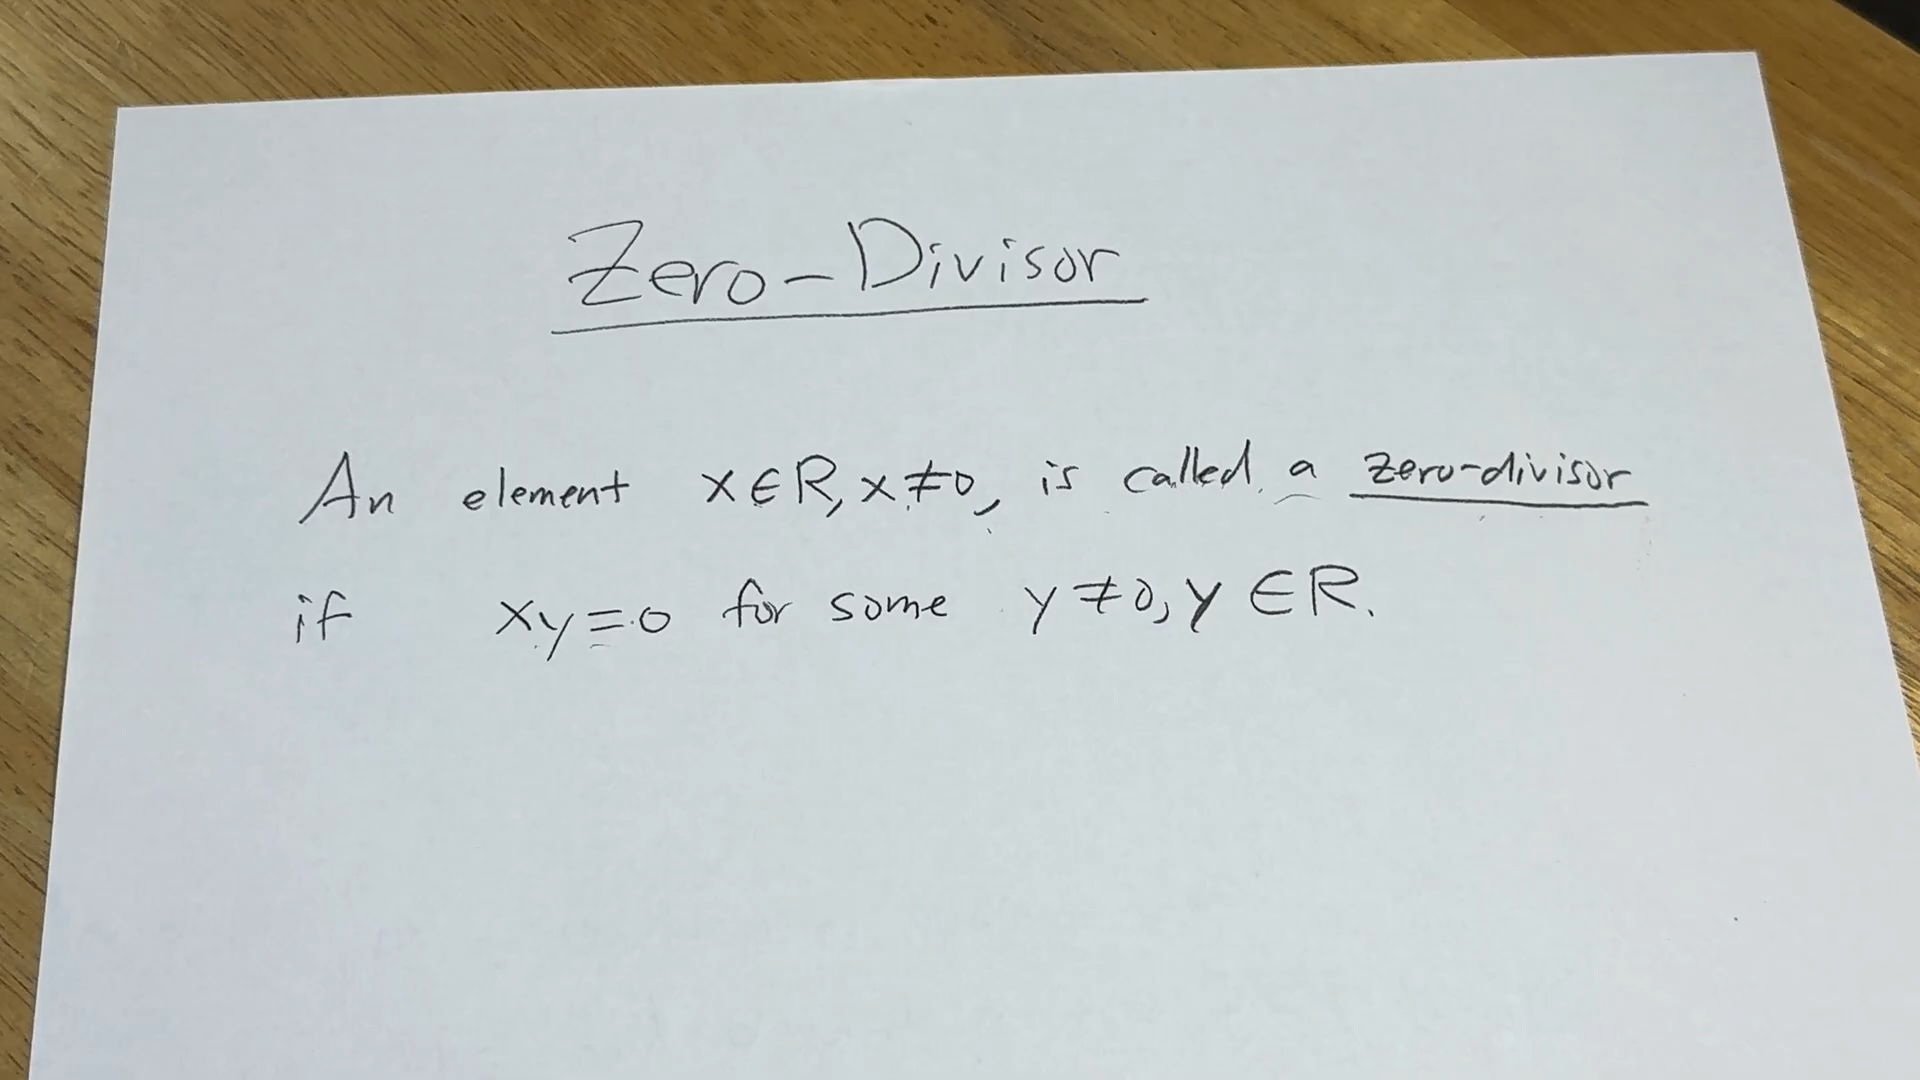 Zero-Divisor
An element x∈R, x≠0, is called a zero-divisor
if xy=0 for some y≠0, y∈R.